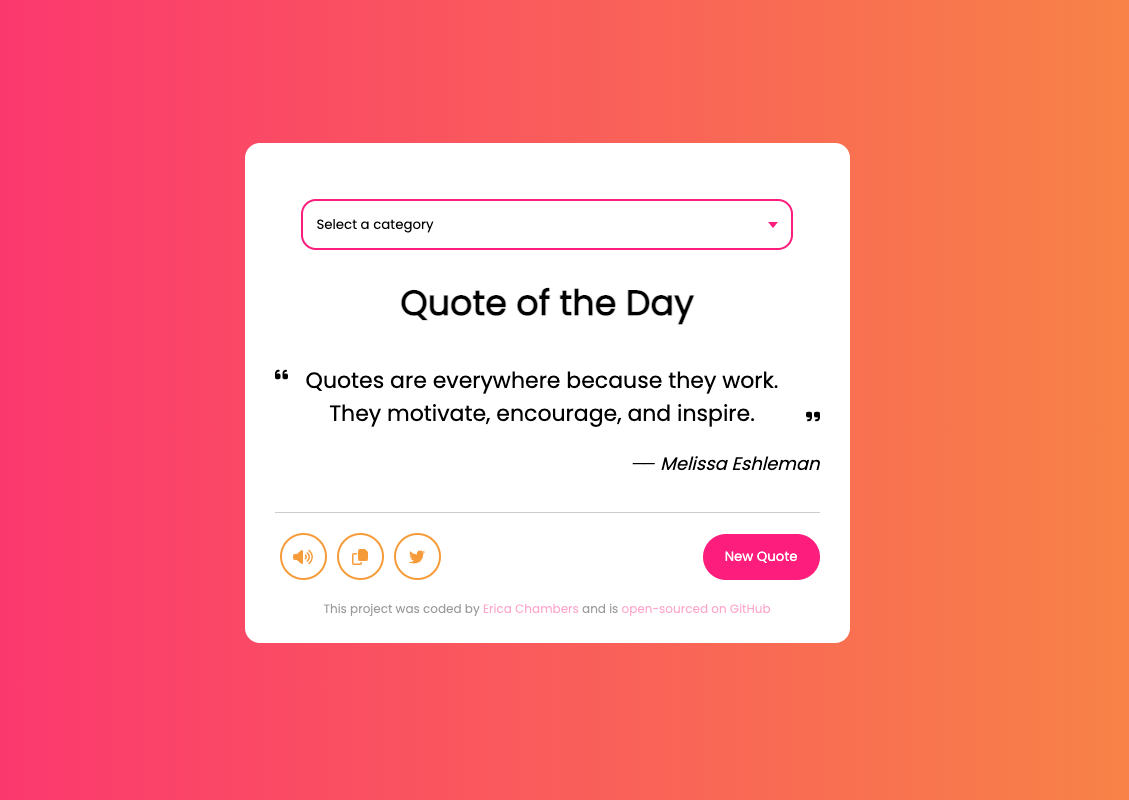 Select a category
Quote of the Day
❝ Quotes are everywhere because they work.
They motivate, encourage, and inspire. ❞
— Melissa Eshleman
New Quote
This project was coded by Erica Chambers and is open-sourced on GitHub